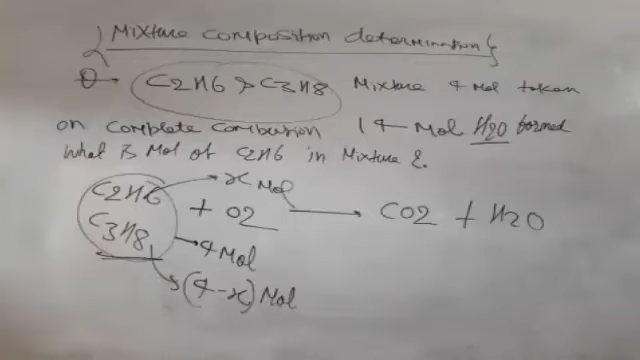 Mixture composition determination
Q → C2H6 & C3H8 Mixture 4 Mol taken
on complete combusion 14 Mol H2O formed
What is Mol of C2H6 in Mixture &.
C2H6 → x Mol
+ O2 → CO2 + H2O
C3H8 → 4 Mol
(4-x) Mol